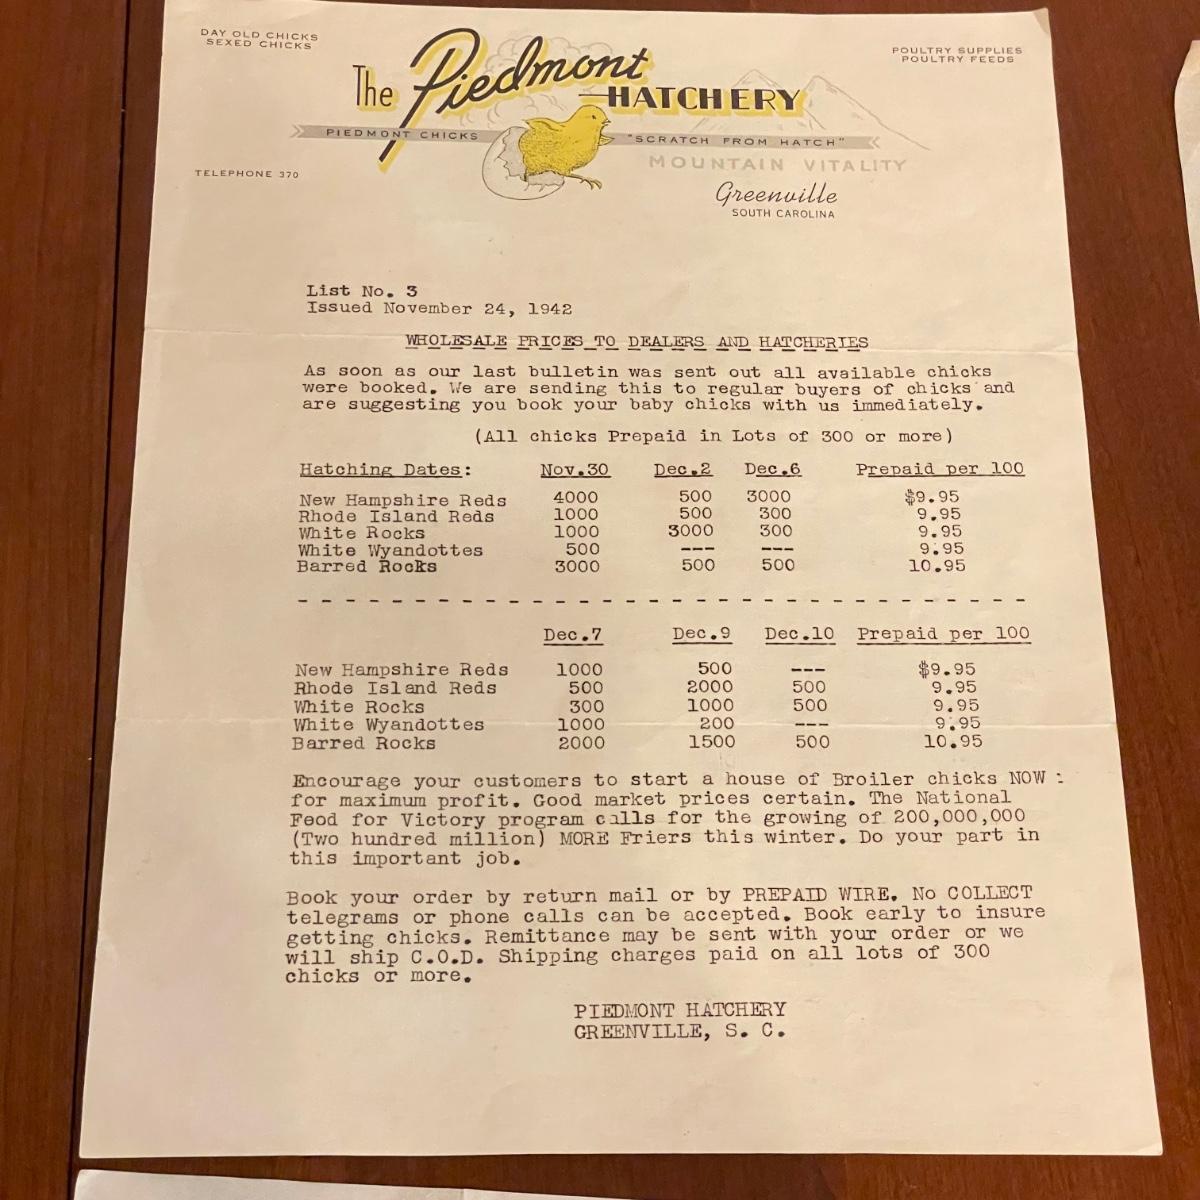 DAY OLD CHICKS
SEXED CHICKS
POULTRY SUPPLIES
POULTRY FEEDS
The Piedmont
HATCHERY
PIEDMONT CHICKS
"SCRATCH FROM HATCH"
MOUNTAIN VITALITY
TELEPHONE 370
Greenville
SOUTH CAROLINA
List No. 3
Issued November 24, 1942
WHOLESALE PRICES TO DEALERS AND HATCHERIES
As soon as our last bulletin was sent out all available chicks
were booked. We are sending this to regular buyers of chicks and
are suggesting you book your baby chicks with us immediately.
(All chicks Prepaid in Lots of 300 or more)
Hatching Dates: Nov.30 Dec.2 Dec.6 Prepaid per 100
New Hampshire Reds 4000 500 3000 $9.95
Rhode Island Reds 1000 500 300 9.95
White Rocks 1000 3000 300 9.95
White Wyandottes 500 --- --- 9.95
Barred Rocks 3000 500 500 10.95
Dec.7 Dec.9 Dec.10 Prepaid per 100
New Hampshire Reds 1000 500 --- $9.95
Rhode Island Reds 500 2000 500 9.95
White Rocks 300 1000 500 9.95
White Wyandottes 1000 200 --- 9.95
Barred Rocks 2000 1500 500 10.95
Encourage your customers to start a house of Broiler chicks NOW :
for maximum profit. Good market prices certain. The National
Food for Victory program calls for the growing of 200,000,000
(Two hundred million) MORE Friers this winter. Do your part in
this important job.
Book your order by return mail or by PREPAID WIRE. No COLLECT
telegrams or phone calls can be accepted. Book early to insure
getting chicks. Remittance may be sent with your order or we
will ship C.O.D. Shipping charges paid on all lots of 300
chicks or more.
PIEDMONT HATCHERY
GREENVILLE, S. C.